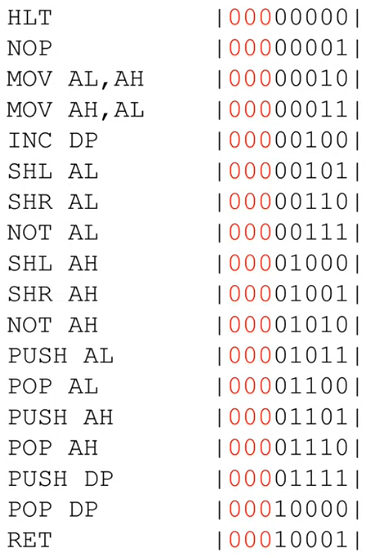 HLT |00000000|
NOP |00000001|
MOV AL,AH |00000010|
MOV AH,AL |00000011|
INC DP |00000100|
SHL AL |00000101|
SHR AL |00000110|
NOT AL |00000111|
SHL AH |00001000|
SHR AH |00001001|
NOT AH |00001010|
PUSH AL |00001011|
POP AL |00001100|
PUSH AH |00001101|
POP AH |00001110|
PUSH DP |00001111|
POP DP |00010000|
RET |00010001|